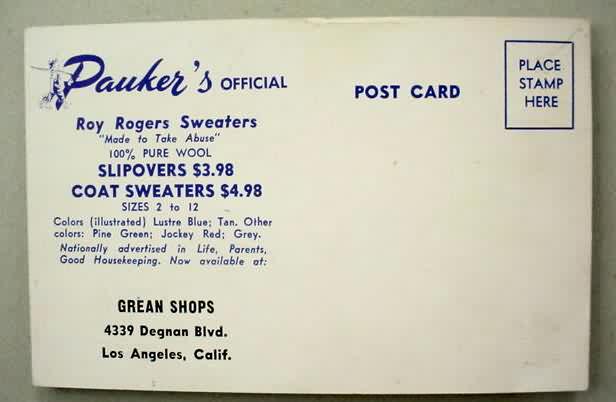 Pauker's OFFICIAL
POST CARD
PLACE
STAMP
HERE
Roy Rogers Sweaters
"Made to Take Abuse"
100% PURE WOOL
SLIPOVERS $3.98
COAT SWEATERS $4.98
SIZES 2 to 12
Colors (illustrated) Lustre Blue; Tan. Other
colors: Pine Green; Jockey Red; Grey.
Nationally advertised in Life, Parents,
Good Housekeeping. Now available at:
GREAN SHOPS
4339 Degnan Blvd.
Los Angeles, Calif.